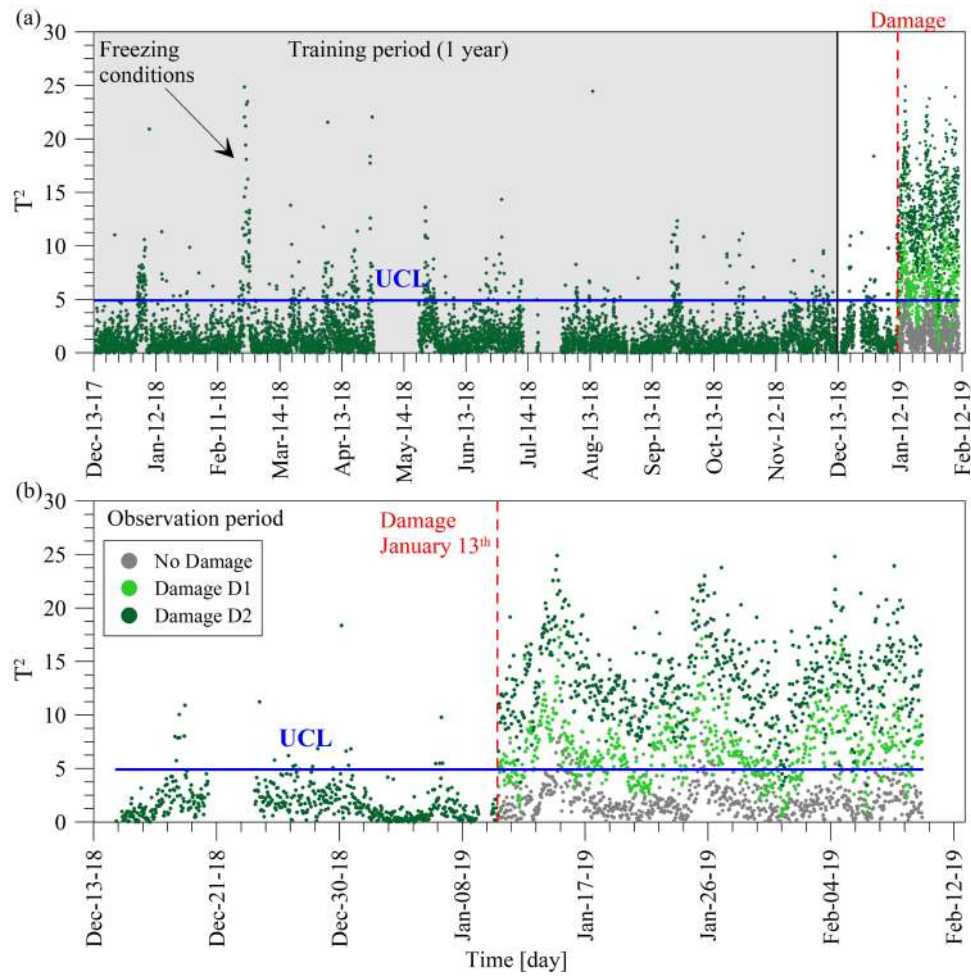 (a)
Damage
30
25
20
15
10
5
0
T²
Freezing
conditions
Training period (1 year)
UCL
Dec-13-17
Jan-12-18
Feb-11-18
Mar-14-18
Apr-13-18
May-14-18
Jun-13-18
Jul-14-18
Aug-13-18
Sep-13-18
Oct-13-18
Nov-12-18
Dec-13-18
Jan-12-19
Feb-12-19
(b)
30
25
20
15
10
5
0
T²
Observation period
No Damage
Damage D1
Damage D2
Damage
January 13th
UCL
Dec-13-18
Dec-21-18
Dec-30-18
Jan-08-19
Jan-17-19
Jan-26-19
Feb-04-19
Feb-12-19
Time [day]